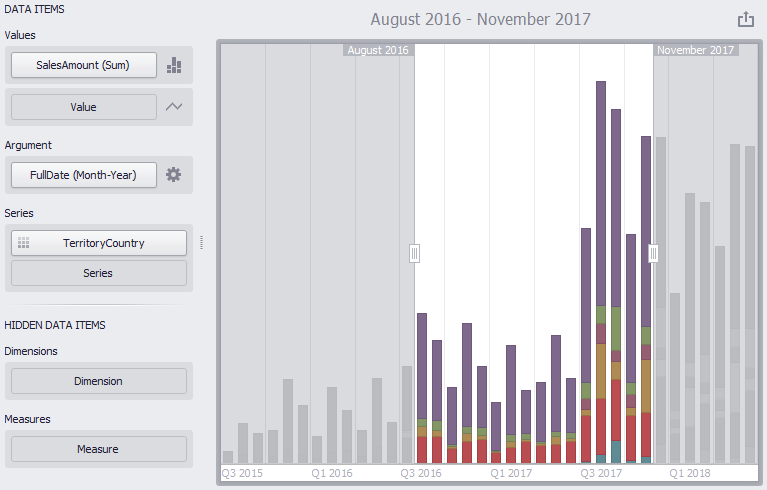 DATA ITEMS
Values
SalesAmount (Sum)
Value
Argument
FullDate (Month-Year)
Series
TerritoryCountry
Series
HIDDEN DATA ITEMS
Dimensions
Dimension
Measures
Measure
August 2016 - November 2017
August 2016
November 2017
Q3 2015
Q1 2016
Q3 2016
Q1 2017
Q3 2017
Q1 2018